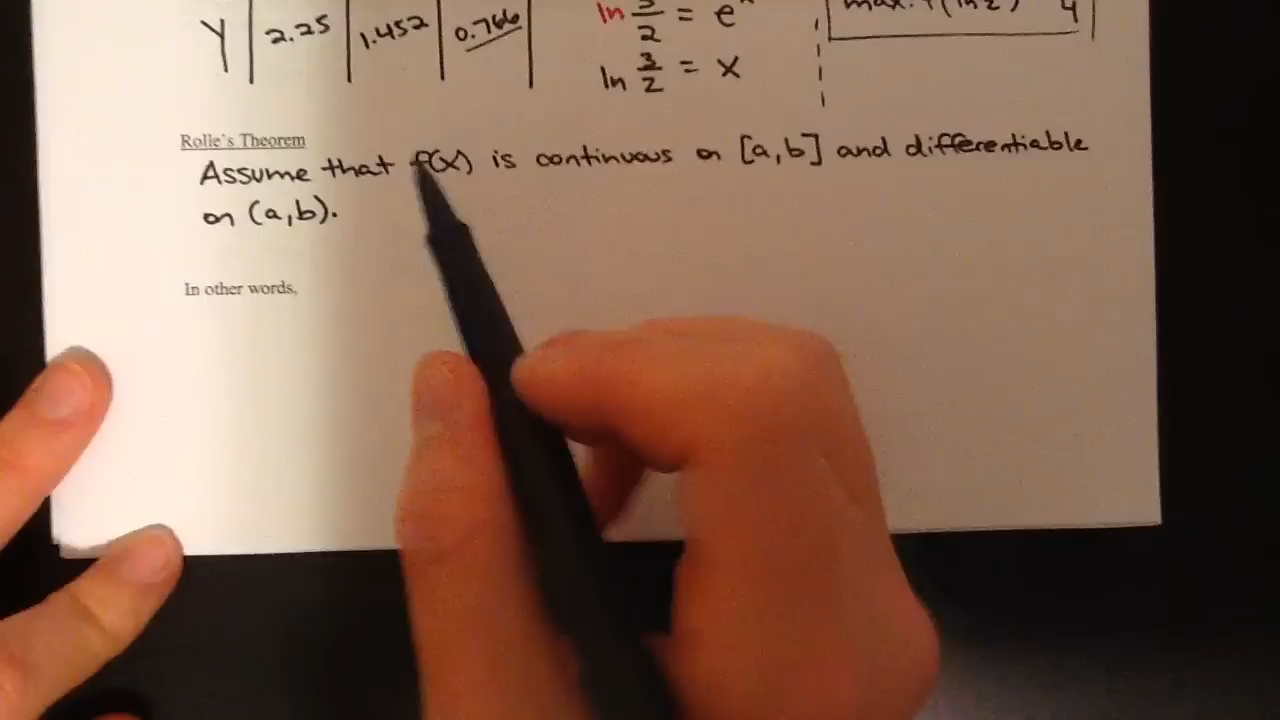 Y | 2.25 | 1.452 | 0.766
ln 3/2 = e
ln 3/2 = x
4
Rolle's Theorem
Assume that f(x) is continuous on [a,b] and differentiable
on (a,b).
In other words,